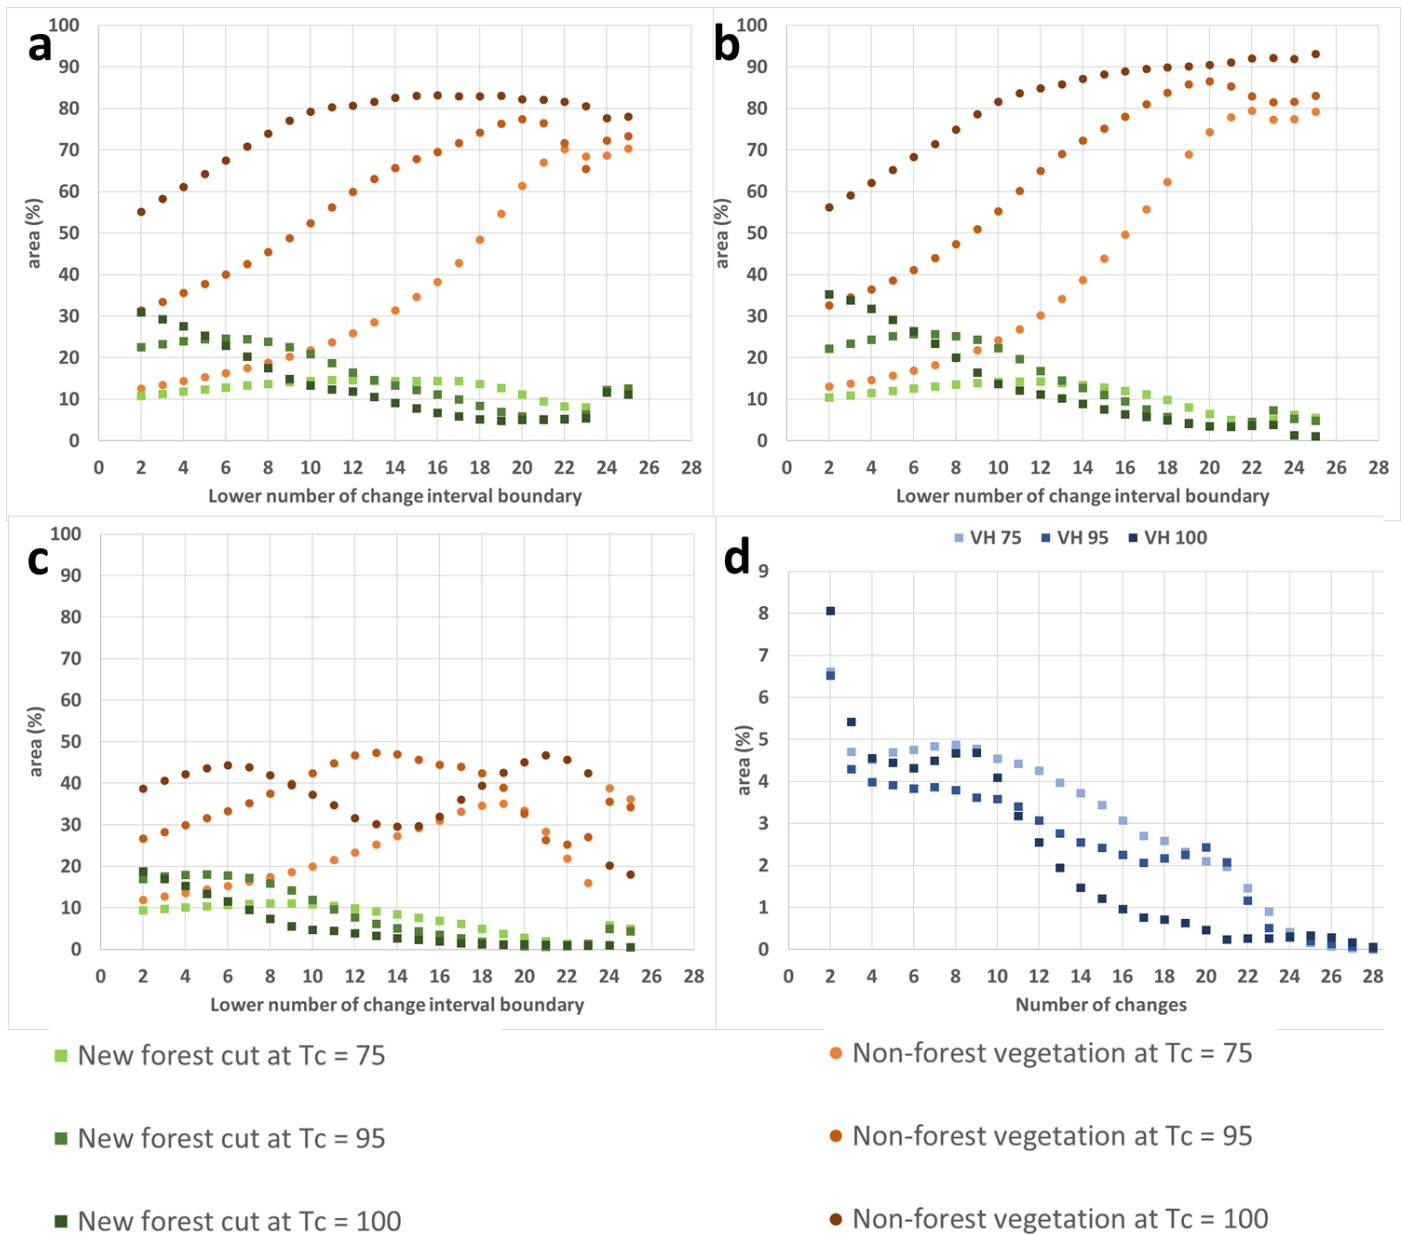 a
100
90
80
70
60
50
40
30
20
10
0
area (%)
0 2 4 6 8 10 12 14 16 18 20 22 24 26 28
Lower number of change interval boundary
b
100
90
80
70
60
50
40
30
20
10
0
area (%)
0 2 4 6 8 10 12 14 16 18 20 22 24 26 28
Lower number of change interval boundary
c
100
90
80
70
60
50
40
30
20
10
0
area (%)
0 2 4 6 8 10 12 14 16 18 20 22 24 26 28
Lower number of change interval boundary
d
VH 75 VH 95 VH 100
9
8
7
6
5
4
3
2
1
0
area (%)
0 2 4 6 8 10 12 14 16 18 20 22 24 26 28
Number of changes
New forest cut at Tc = 75
Non-forest vegetation at Tc = 75
New forest cut at Tc = 95
Non-forest vegetation at Tc = 95
New forest cut at Tc = 100
Non-forest vegetation at Tc = 100